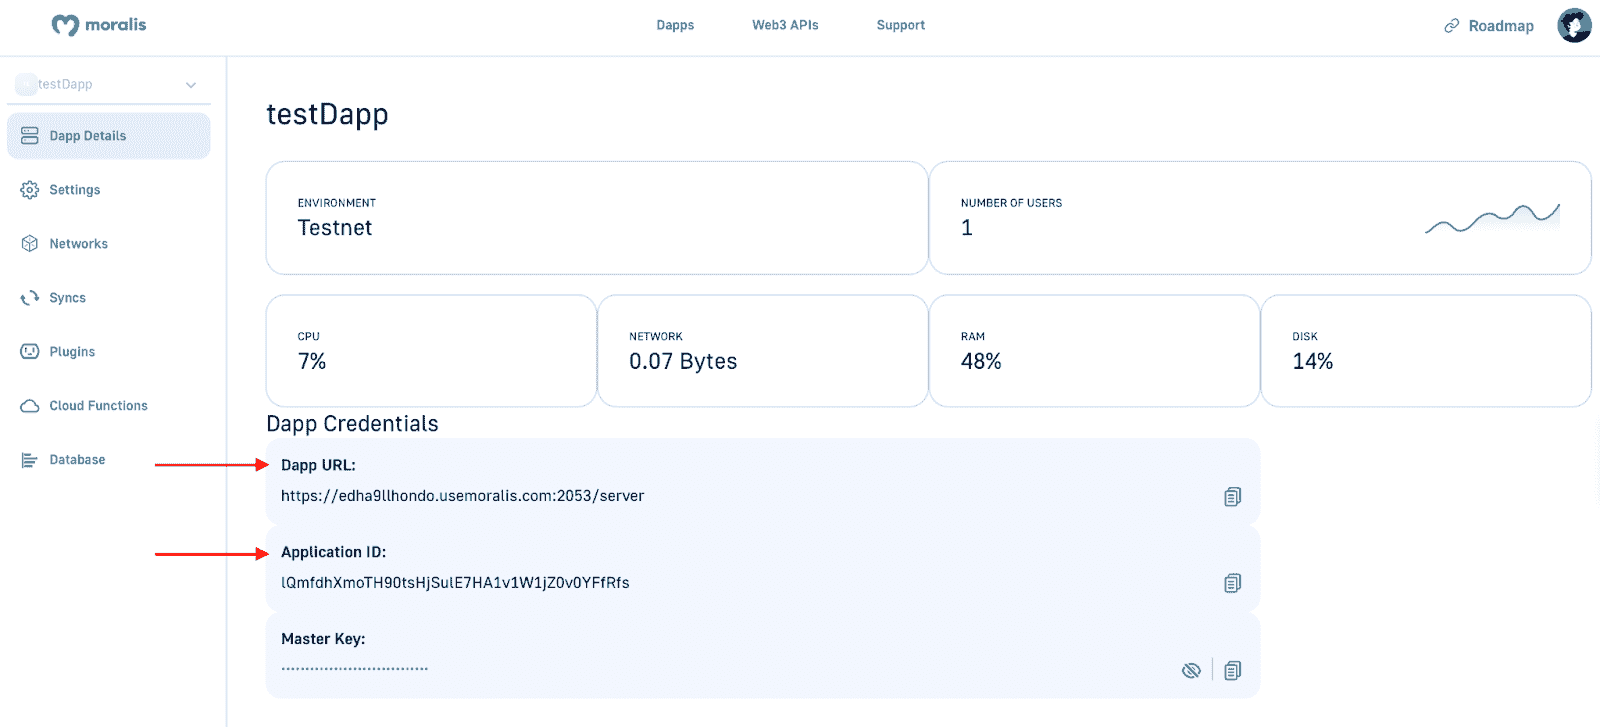 moralis
Dapps
Web3 APIs
Support
Roadmap
testDapp
Dapp Details
Settings
Networks
Syncs
Plugins
Cloud Functions
Database
testDapp
ENVIRONMENT
Testnet
NUMBER OF USERS
1
CPU
7%
NETWORK
0.07 Bytes
RAM
48%
DISK
14%
Dapp Credentials
Dapp URL:
https://edha9llhondo.usemoralis.com:2053/server
Application ID:
lQmfdhXmoTH90tsHjSulE7HA1v1W1jZ0v0YFfRfs
Master Key: